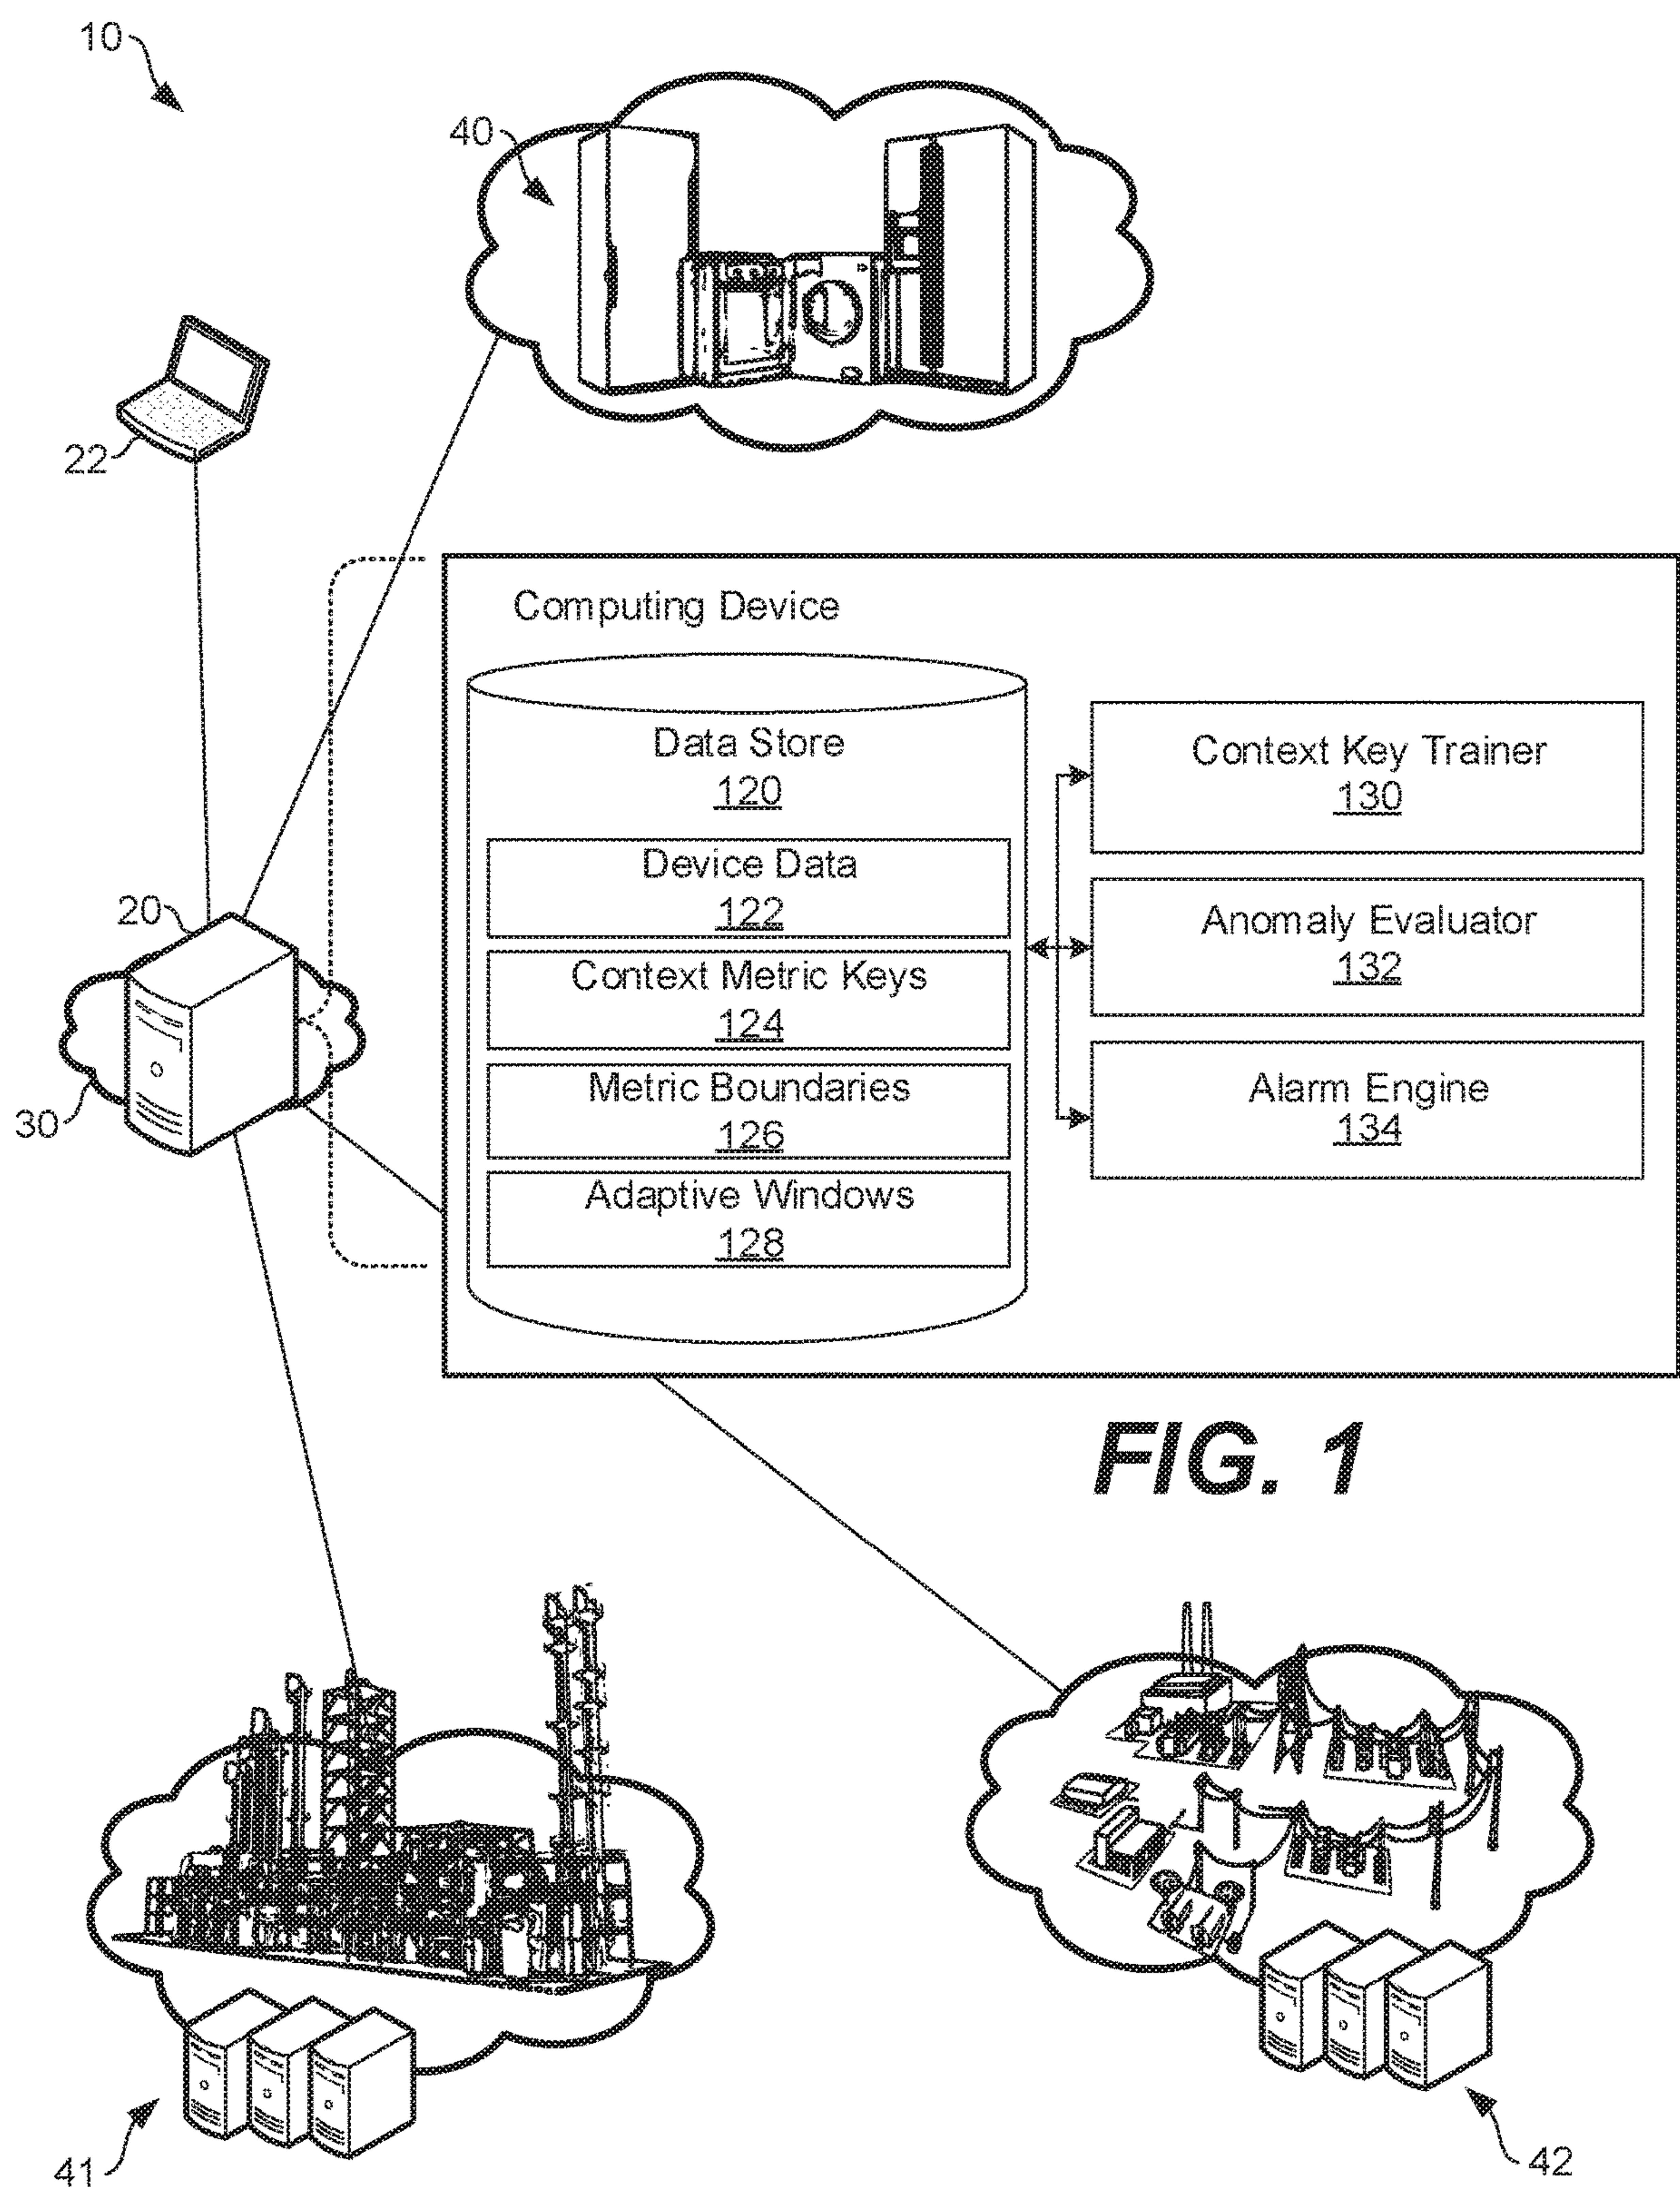 10
40
22
Computing Device
Data Store
120
Device Data
122
Context Metric Keys
124
Metric Boundaries
126
Adaptive Windows
128
Context Key Trainer
130
Anomaly Evaluator
132
Alarm Engine
134
20
30
FIG. 1
41
42